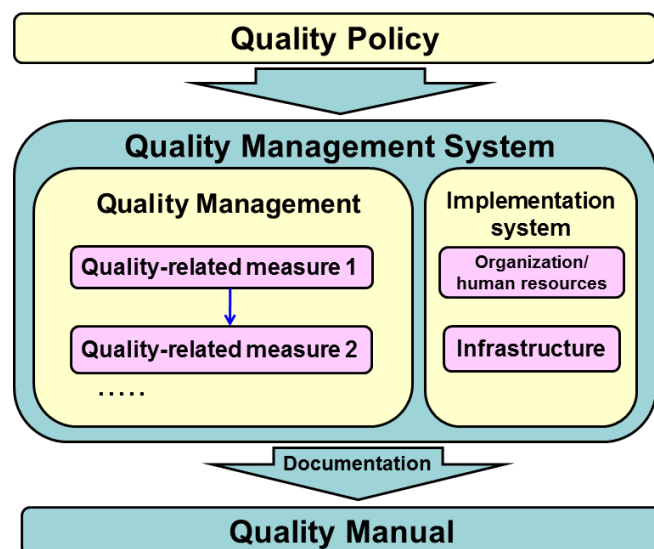 Quality Policy
Quality Management System
Quality Management
Quality-related measure 1
Quality-related measure 2
.....
Implementation
system
Organization/
human resources
Infrastructure
Documentation
Quality Manual